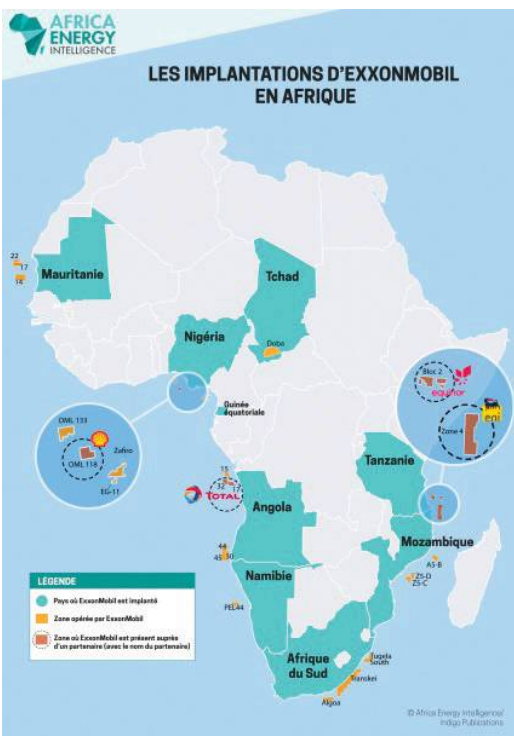 AFRICA
ENERGY
INTELLIGENCE
LES IMPLANTATIONS D'EXXONMOBIL
EN AFRIQUE
22
17
14
Mauritanie
Tchad
Nigéria
Doba
Guinée
équatoriale
Bloc 2
equinor
eni
Zone 4
OML 133
Zafiro
OML 118
EG-11
Tanzanie
15
32
17
TOTAL
Angola
Mozambique
A5-B
Z5-D
Z5-C
44
45
30
Namibie
PEL44
Afrique
du Sud
Tugela
South
Transkei
Algoa
LÉGENDE
Pays où ExxonMobil est implanté
Zone opérée par ExxonMobil
Zone où ExxonMobil est présent auprès
d'un partenaire (avec le nom du partenaire)
© Africa Energy Intelligence/
Indigo Publications